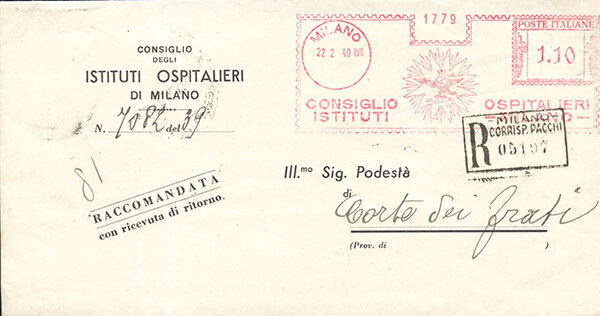 CONSIGLIO
DEGLI
ISTITUTI OSPITALIERI
DI MILANO
N. 7082 del 39
81
RACCOMANDATA
con ricevuta di ritorno.
MILANO
22 2 40 XVIII
1779
POSTE ITALIANE
1.10
CONSIGLIO OSPITALIERI
ISTITUTI
MILANO
CORRISP. PACCHI
R 05197
Ill.mo Sig. Podestà
di
Corte dei Frati
(Prov. di )